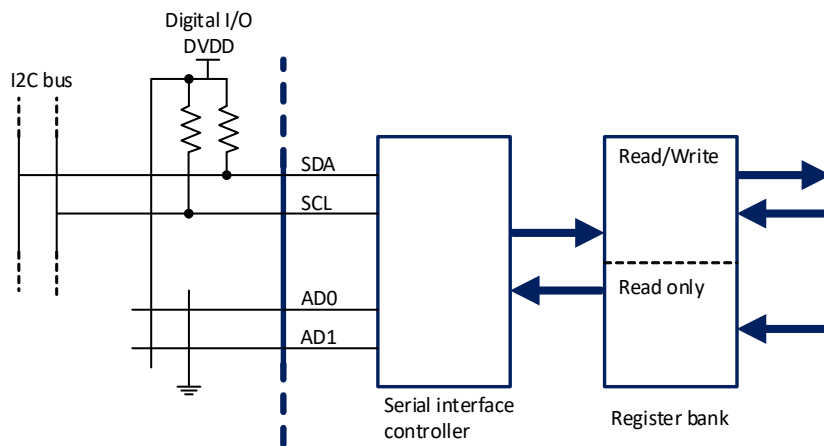 Digital I/O
DVDD
I2C bus
SDA
SCL
AD0
AD1
Read/Write
Read only
Serial interface
controller
Register bank